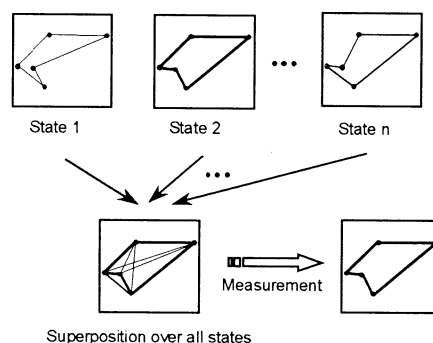 State 1
State 2
State n
Measurement
Superposition over all states